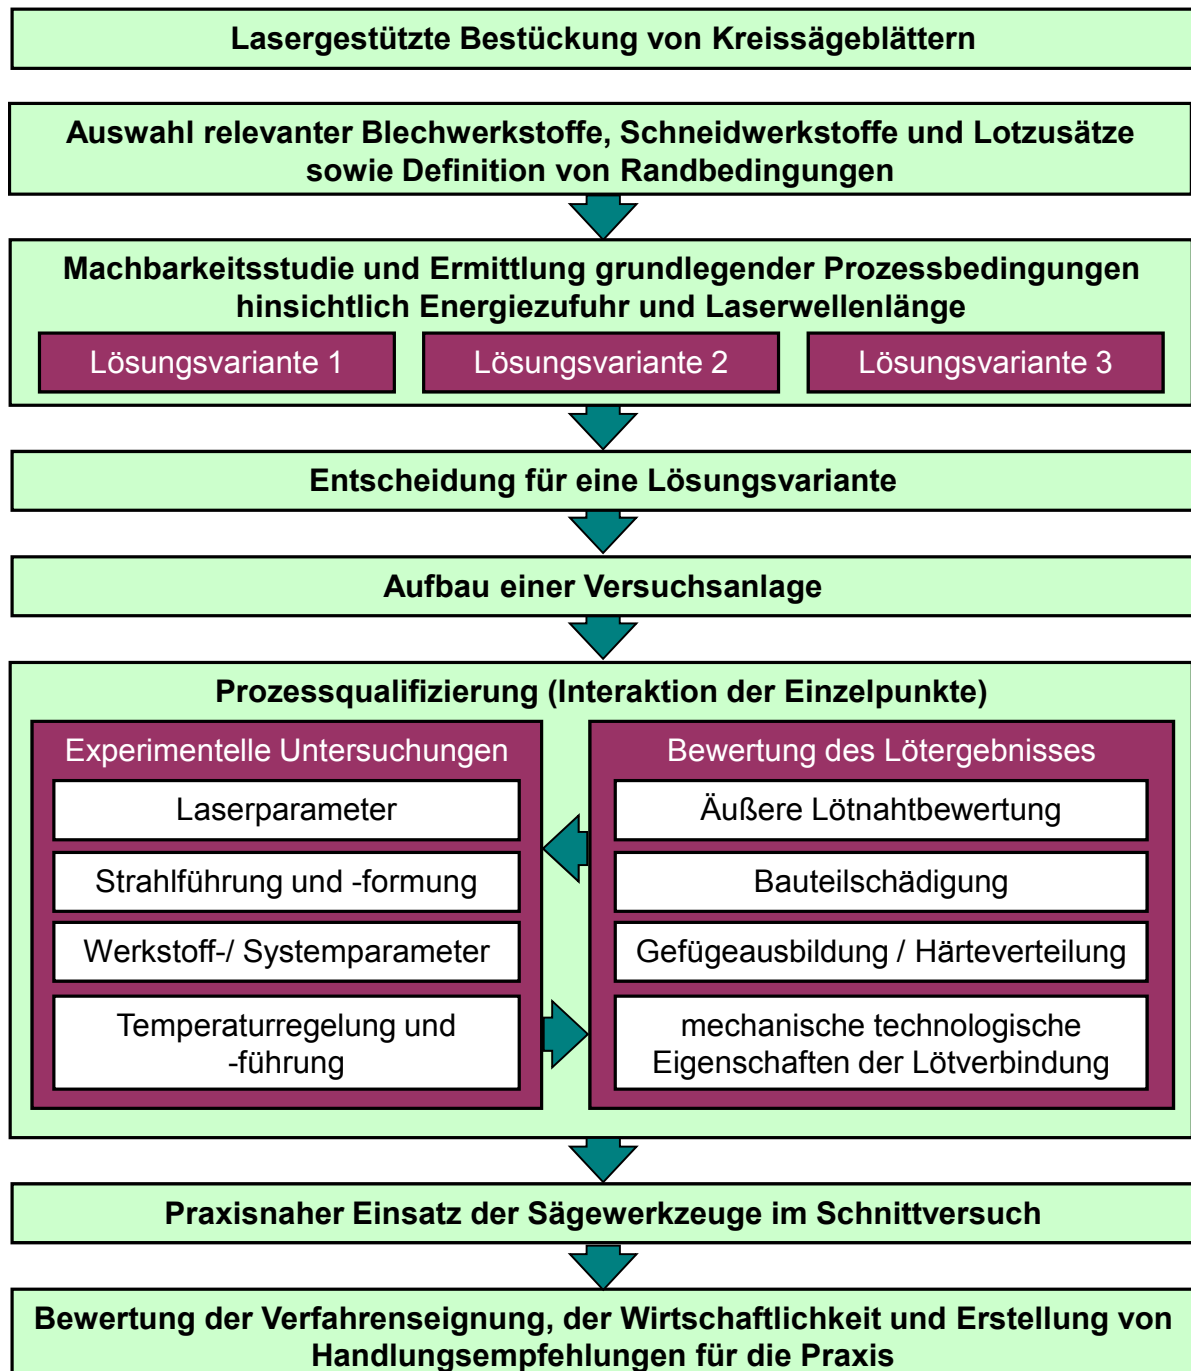 Lasergestützte Bestückung von Kreissägeblättern
Auswahl relevanter Blechwerkstoffe, Schneidwerkstoffe und Lotzusätze
sowie Definition von Randbedingungen
Machbarkeitsstudie und Ermittlung grundlegender Prozessbedingungen
hinsichtlich Energiezufuhr und Laserwellenlänge
Lösungsvariante 1
Lösungsvariante 2
Lösungsvariante 3
Entscheidung für eine Lösungsvariante
Aufbau einer Versuchsanlage
Prozessqualifizierung (Interaktion der Einzelpunkte)
Experimentelle Untersuchungen
Laserparameter
Strahlführung und -formung
Werkstoff-/ Systemparameter
Temperaturregelung und
-führung
Bewertung des Lötergebnisses
Äußere Lötnahtbewertung
Bauteilschädigung
Gefügeausbildung / Härteverteilung
mechanische technologische
Eigenschaften der Lötverbindung
Praxisnaher Einsatz der Sägewerkzeuge im Schnittversuch
Bewertung der Verfahrenseignung, der Wirtschaftlichkeit und Erstellung von
Handlungsempfehlungen für die Praxis